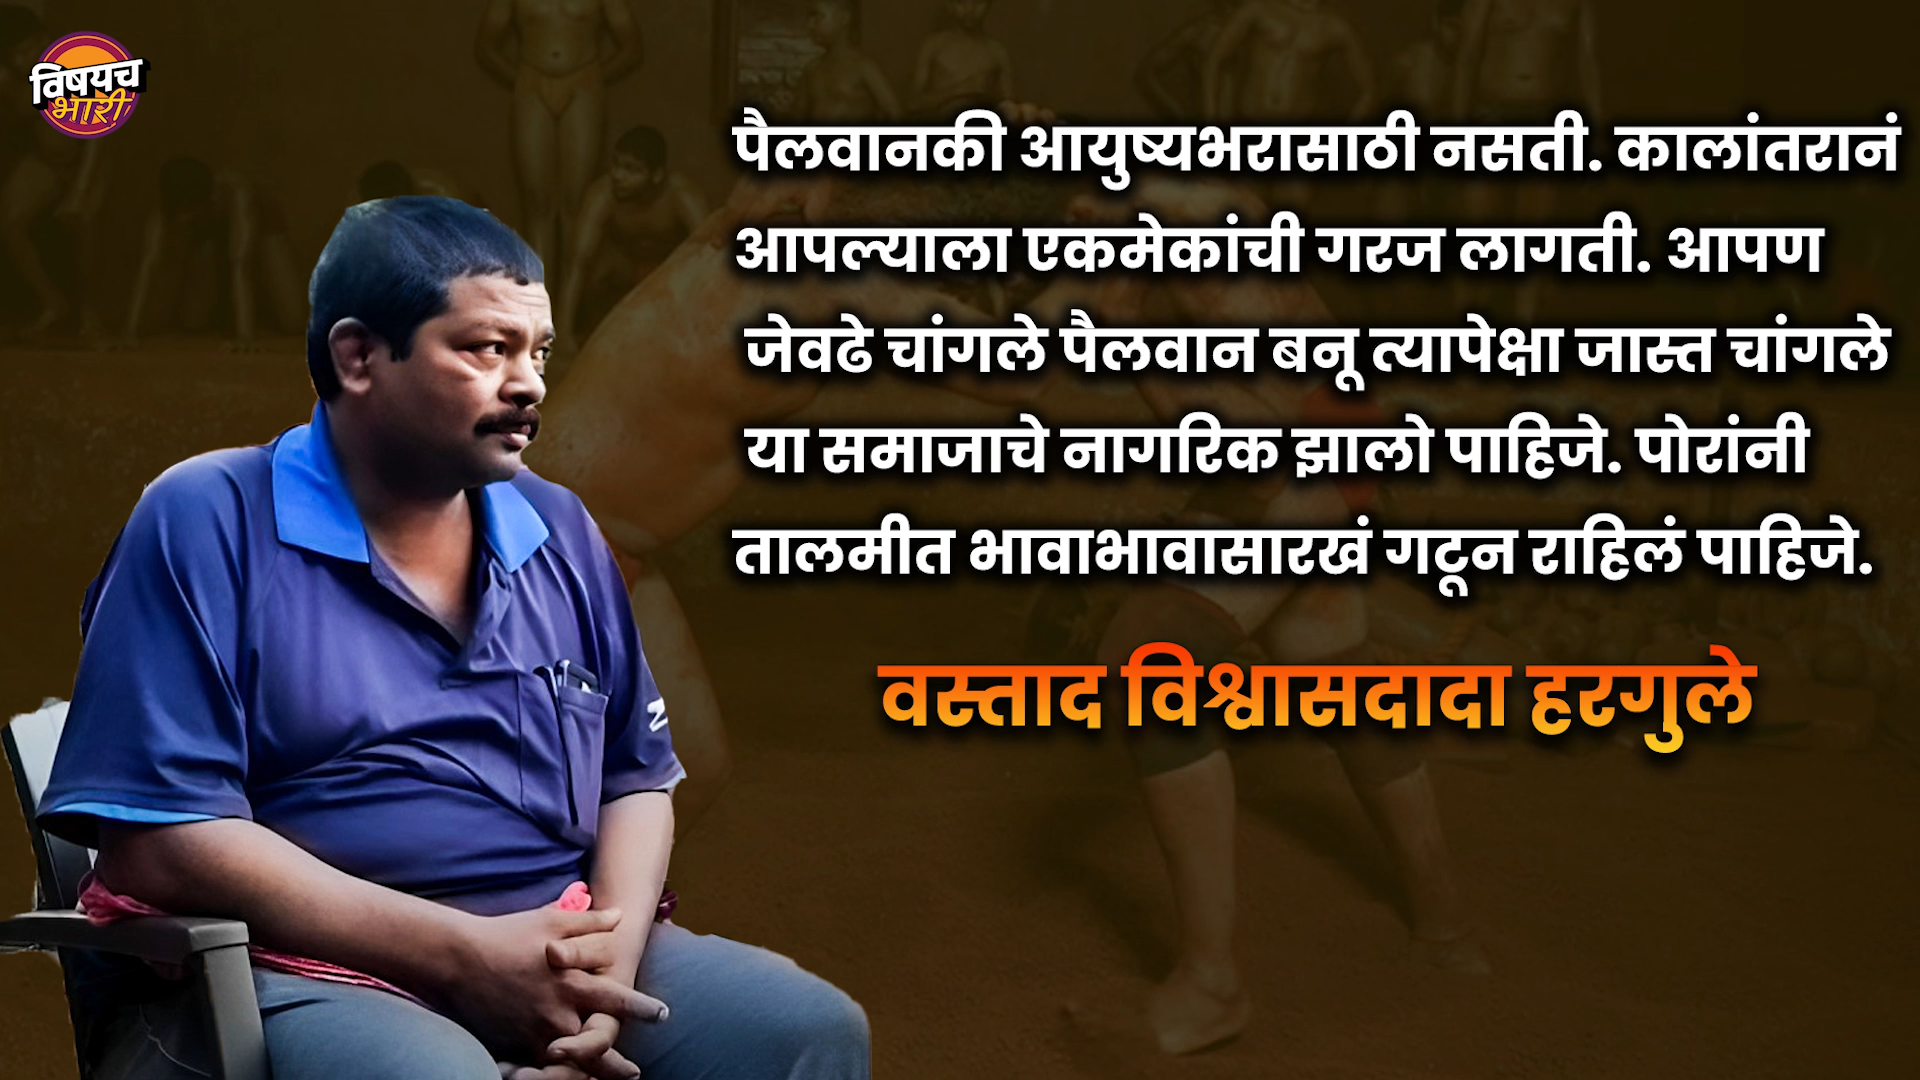 विषयच
भारी
पैलवानकी आयुष्यभरासाठी नसती. कालांतरानं
आपल्याला एकमेकांची गरज लागती. आपण
जेवढे चांगले पैलवान बनू त्यापेक्षा जास्त चांगले
या समाजाचे नागरिक झालो पाहिजे. पोरांनी
तालमीत भावाभावासारखं गटून राहिलं पाहिजे.
वस्ताद विश्वासदादा हरगुले